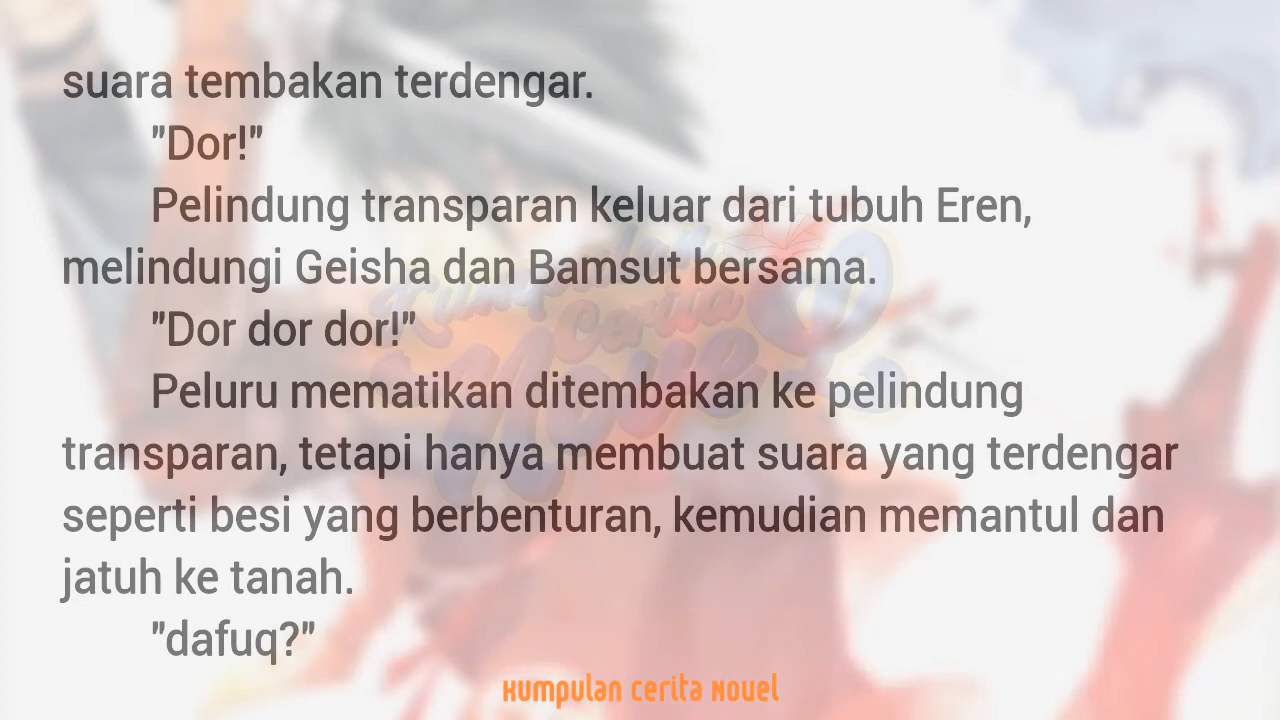 suara tembakan terdengar.
"Dor!"
Pelindung transparan keluar dari tubuh Eren,
melindungi Geisha dan Bamsut bersama.
"Dor dor dor!"
Peluru mematikan ditembakan ke pelindung
transparan, tetapi hanya membuat suara yang terdengar
seperti besi yang berbenturan, kemudian memantul dan
jatuh ke tanah.
"dafuq?"
Kumpulan Cerita Novel